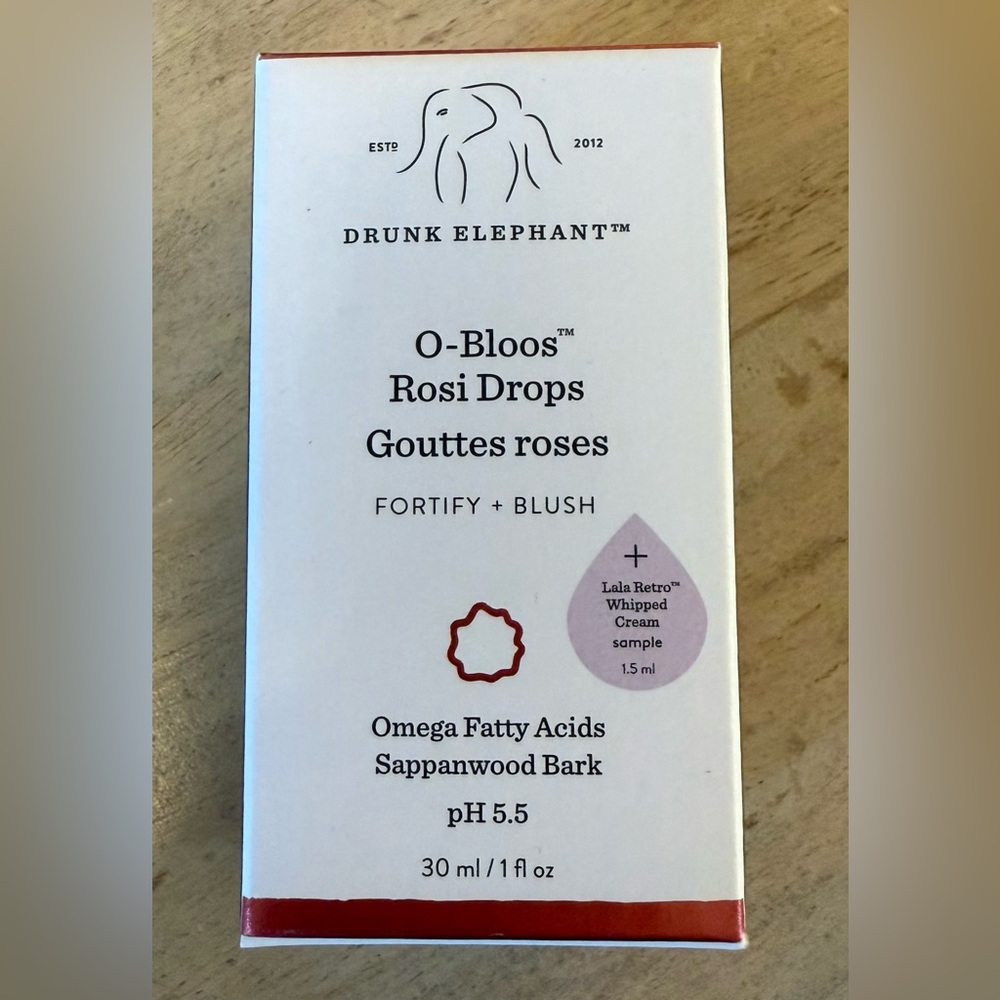 ESTD 2012
DRUNK ELEPHANT™
O-Bloos™
Rosi Drops
Gouttes roses
FORTIFY + BLUSH
+
Lala Retro™
Whipped
Cream
sample
1.5 ml
Omega Fatty Acids
Sappanwood Bark
pH 5.5
30 ml / 1 fl oz